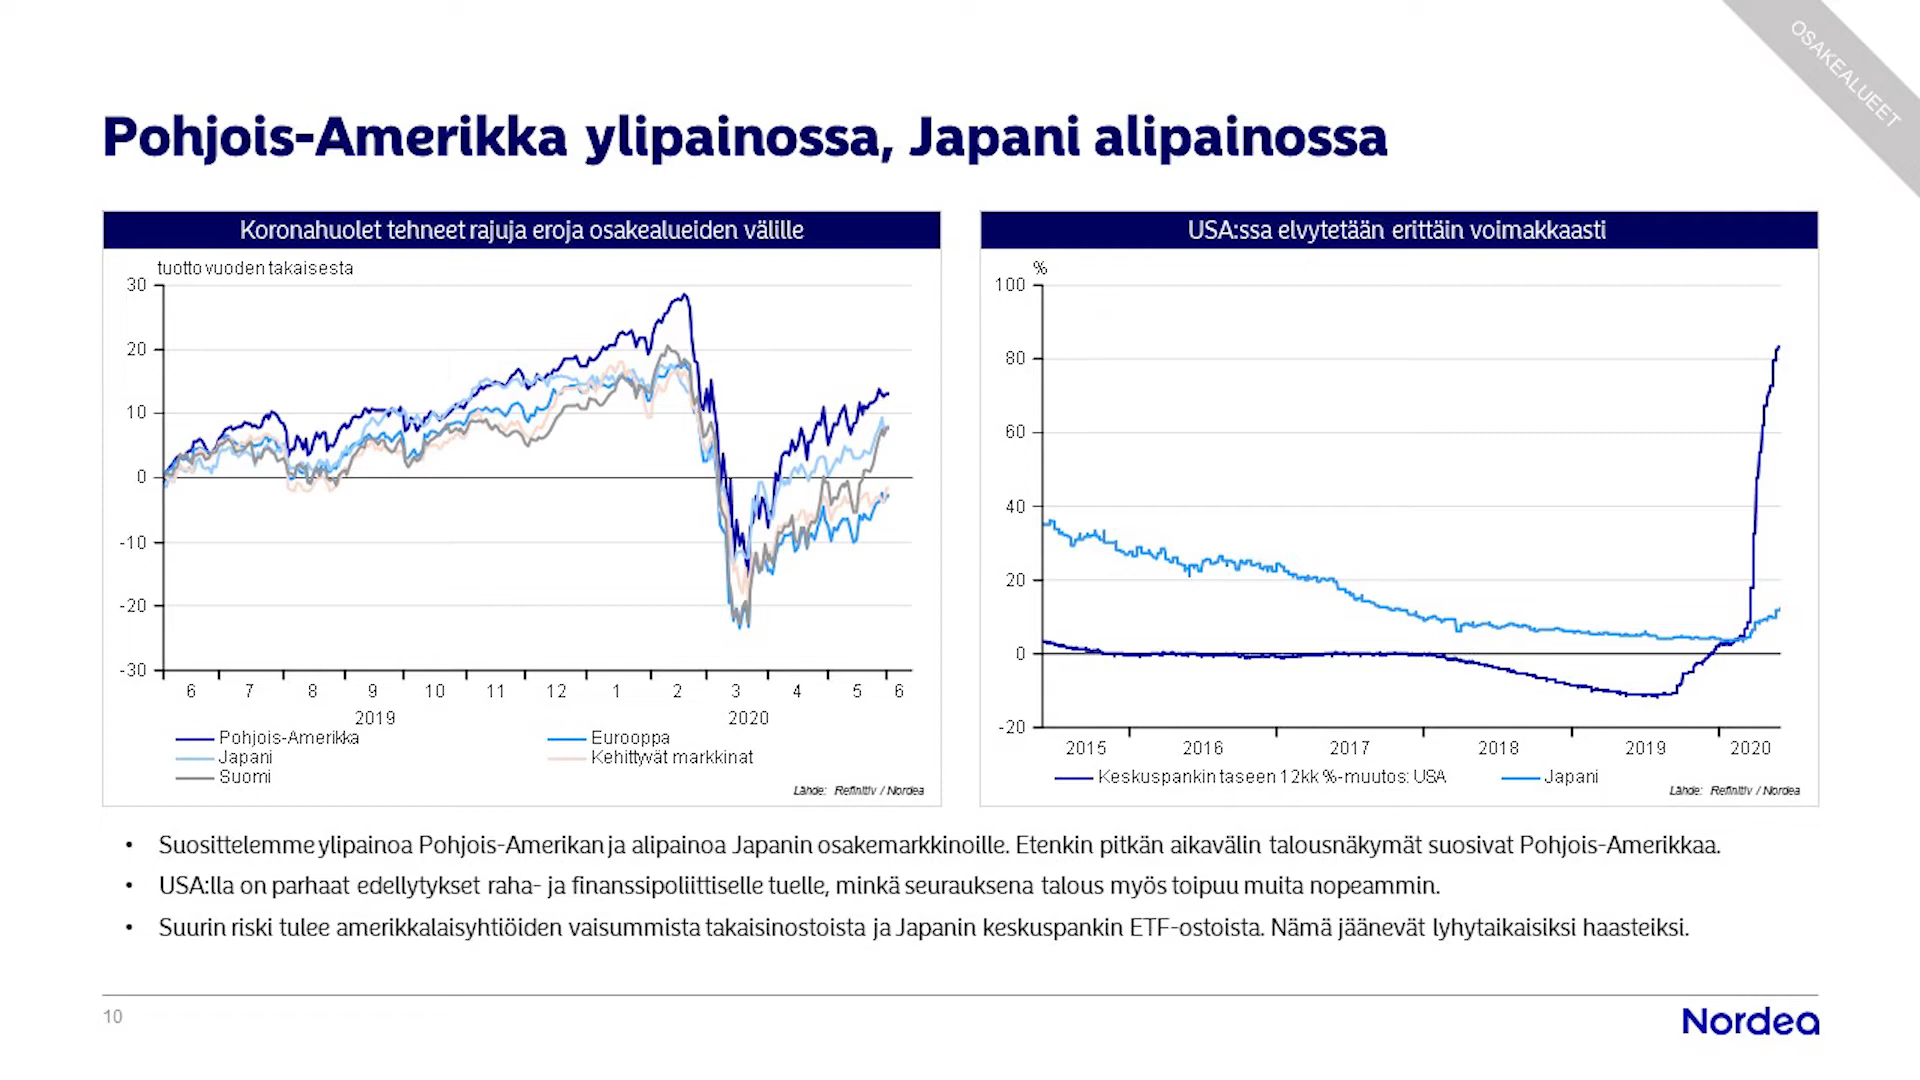 OSAKEALUEET
Pohjois-Amerikka ylipainossa, Japani alipainossa
Koronahuolet tehneet rajuja eroja osakealueiden välille
tuotto vuoden takaisesta
30
20
10
0
-10
-20
-30
6 7 8 9 10 11 12 1 2 3 4 5 6
2019 2020
Pohjois-Amerikka Eurooppa
Japani Kehittyvät markkinat
Suomi
Lähde: Refinitiv / Nordea
USA:ssa elvytetään erittäin voimakkaasti
%
100
80
60
40
20
0
-20
2015 2016 2017 2018 2019 2020
Keskuspankin taseen 12kk %-muutos: USA Japani
Lähde: Refinitiv / Nordea
• Suosittelemme ylipainoa Pohjois-Amerikan ja alipainoa Japanin osakemarkkinoille. Etenkin pitkän aikavälin talousnäkymät suosivat Pohjois-Amerikkaa.
• USA:lla on parhaat edellytykset raha- ja finanssipoliittiselle tuelle, minkä seurauksena talous myös toipuu muita nopeammin.
• Suurin riski tulee amerikkalaisyhtiöiden vaisummista takaisinostoista ja Japanin keskuspankin ETF-ostoista. Nämä jäänevät lyhytaikaisiksi haasteiksi.
10
Nordea